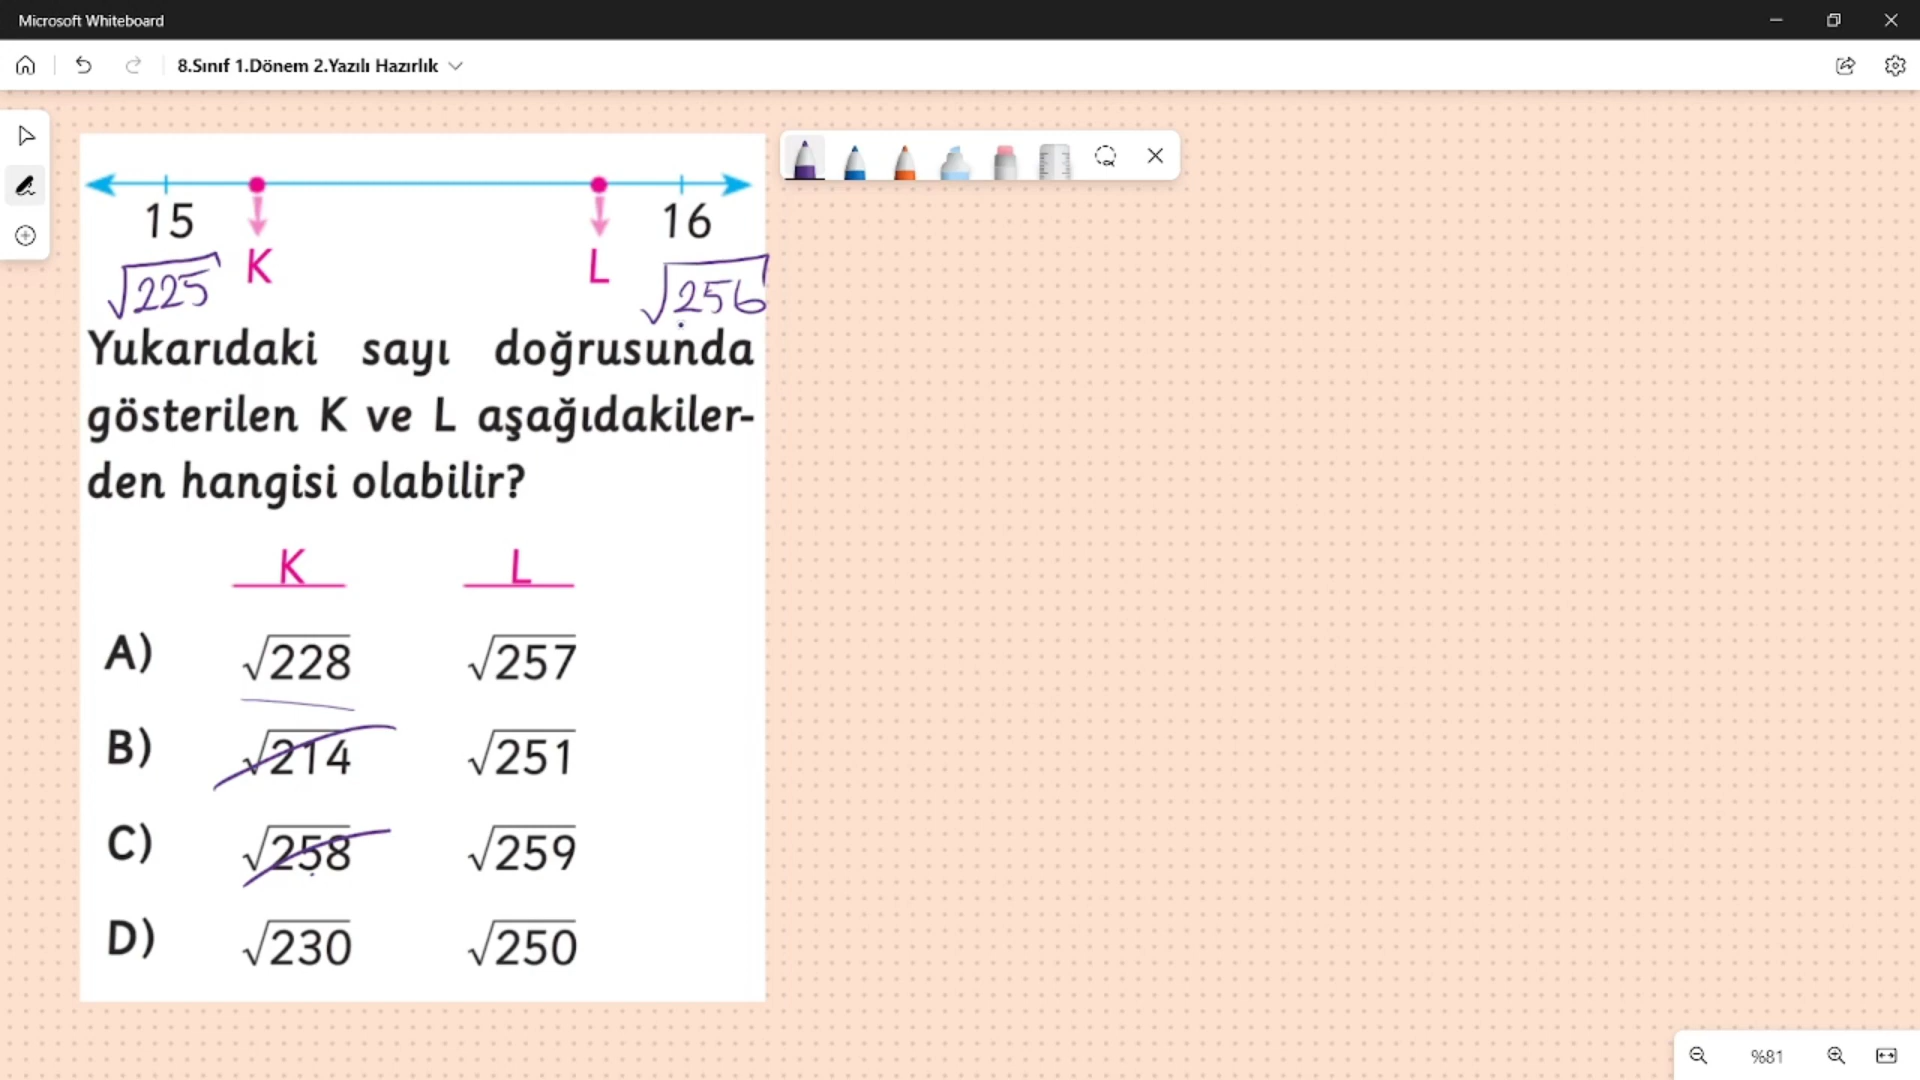 Microsoft Whiteboard
8.Sınıf 1.Dönem 2.Yazılı Hazırlık
15 16
K L
√225 √256
Yukarıdaki sayı doğrusunda
gösterilen K ve L aşağıdakiler-
den hangisi olabilir?
K L
A) √228 √257
B) √214 √251
C) √258 √259
D) √230 √250
%81